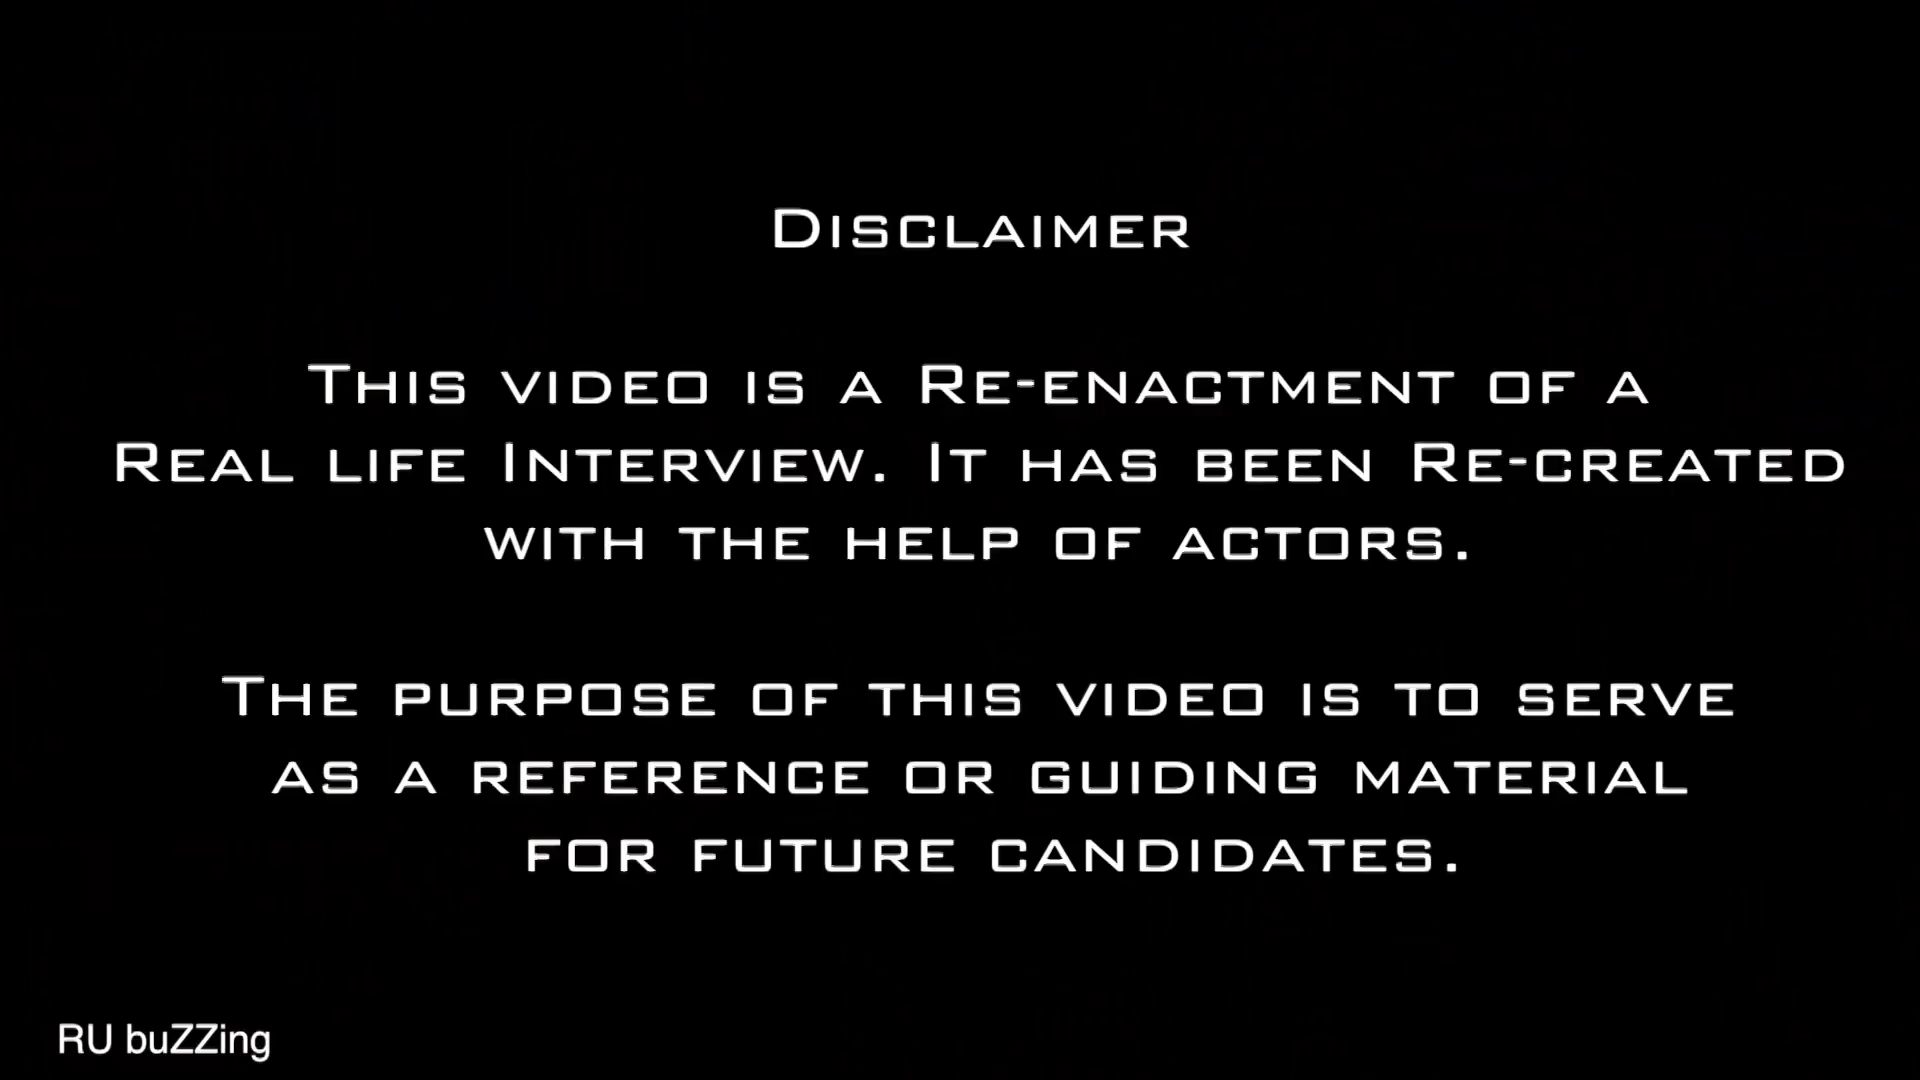 Disclaimer
This video is a Re-enactment of a
Real life Interview. It has been Re-created
with the help of actors.
The purpose of this video is to serve
as a reference or guiding material
for future candidates.
RU buZZing